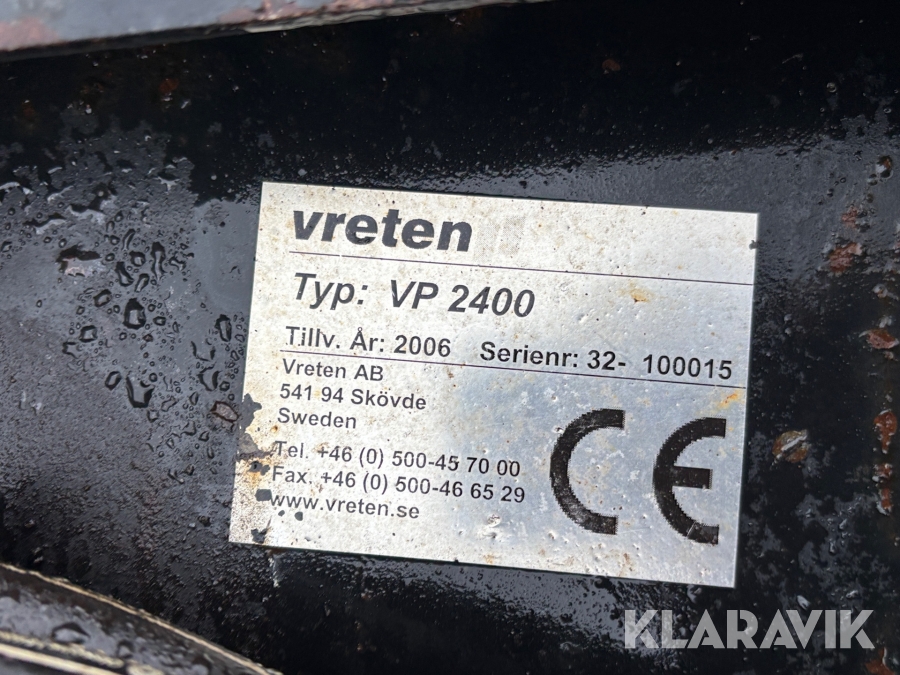 vreten
Typ: VP 2400
Tillv. År: 2006 Serienr: 32- 100015
Vreten AB
541 94 Skövde
Sweden
Tel. +46 (0) 500-45 70 00
Fax. +46 (0) 500-46 65 29
www.vreten.se
CE
KLARAVIK